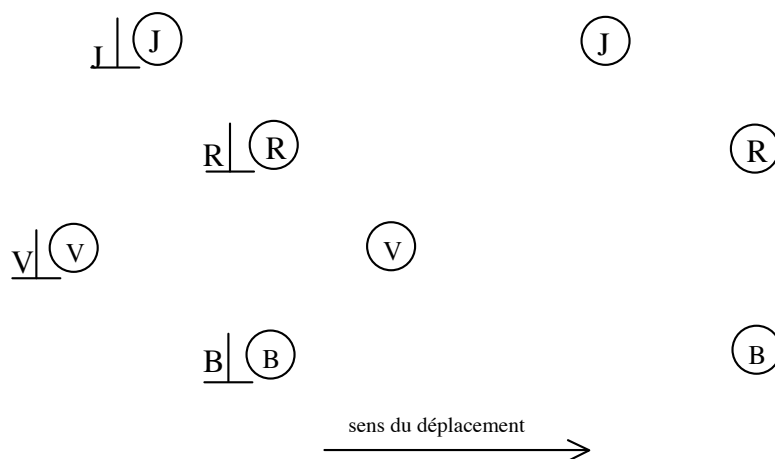 J J J
R R R
V V V
B B B
sens du déplacement